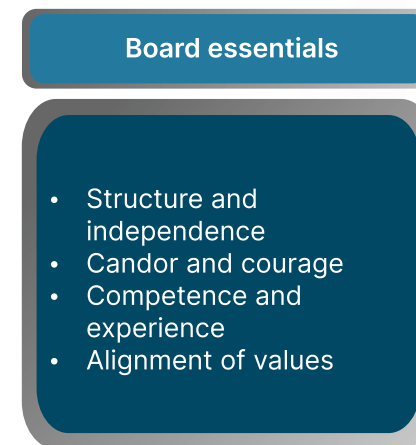 Board essentials
• Structure and
independence
• Candor and courage
• Competence and
experience
• Alignment of values